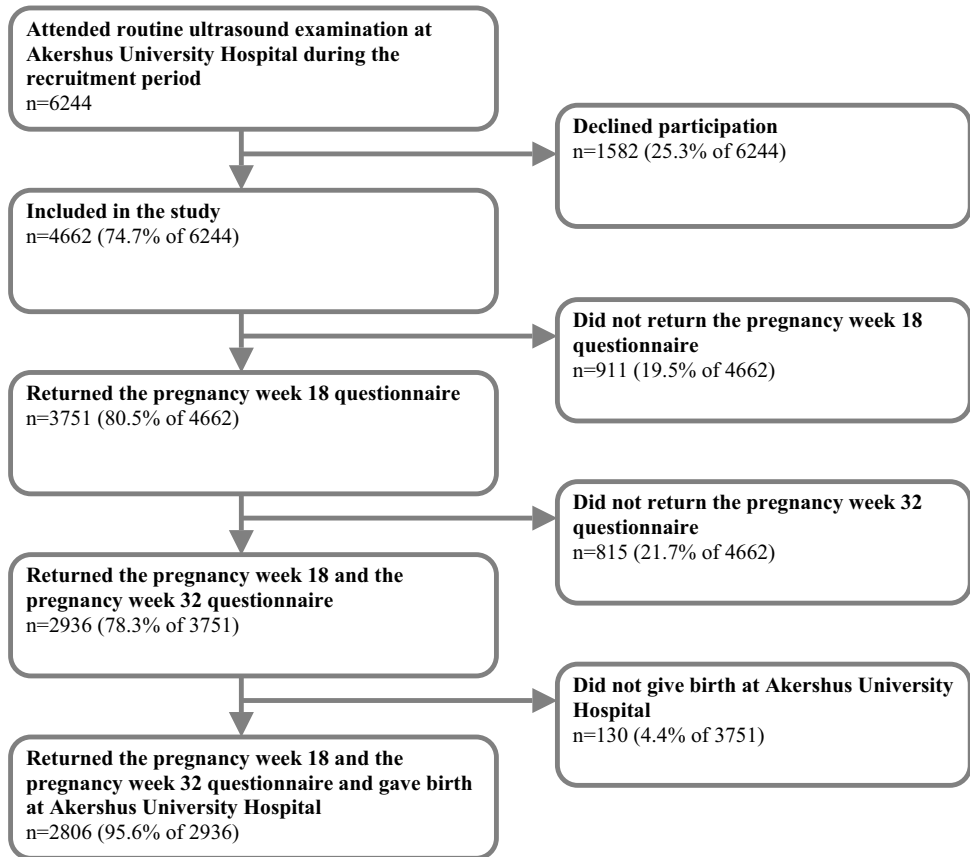 Attended routine ultrasound examination at
Akershus University Hospital during the
recruitment period
n=6244
Declined participation
n=1582 (25.3% of 6244)
Included in the study
n=4662 (74.7% of 6244)
Did not return the pregnancy week 18
questionnaire
n=911 (19.5% of 4662)
Returned the pregnancy week 18 questionnaire
n=3751 (80.5% of 4662)
Did not return the pregnancy week 32
questionnaire
n=815 (21.7% of 4662)
Returned the pregnancy week 18 and the
pregnancy week 32 questionnaire
n=2936 (78.3% of 3751)
Did not give birth at Akershus University
Hospital
n=130 (4.4% of 3751)
Returned the pregnancy week 18 and the
pregnancy week 32 questionnaire and gave birth
at Akershus University Hospital
n=2806 (95.6% of 2936)